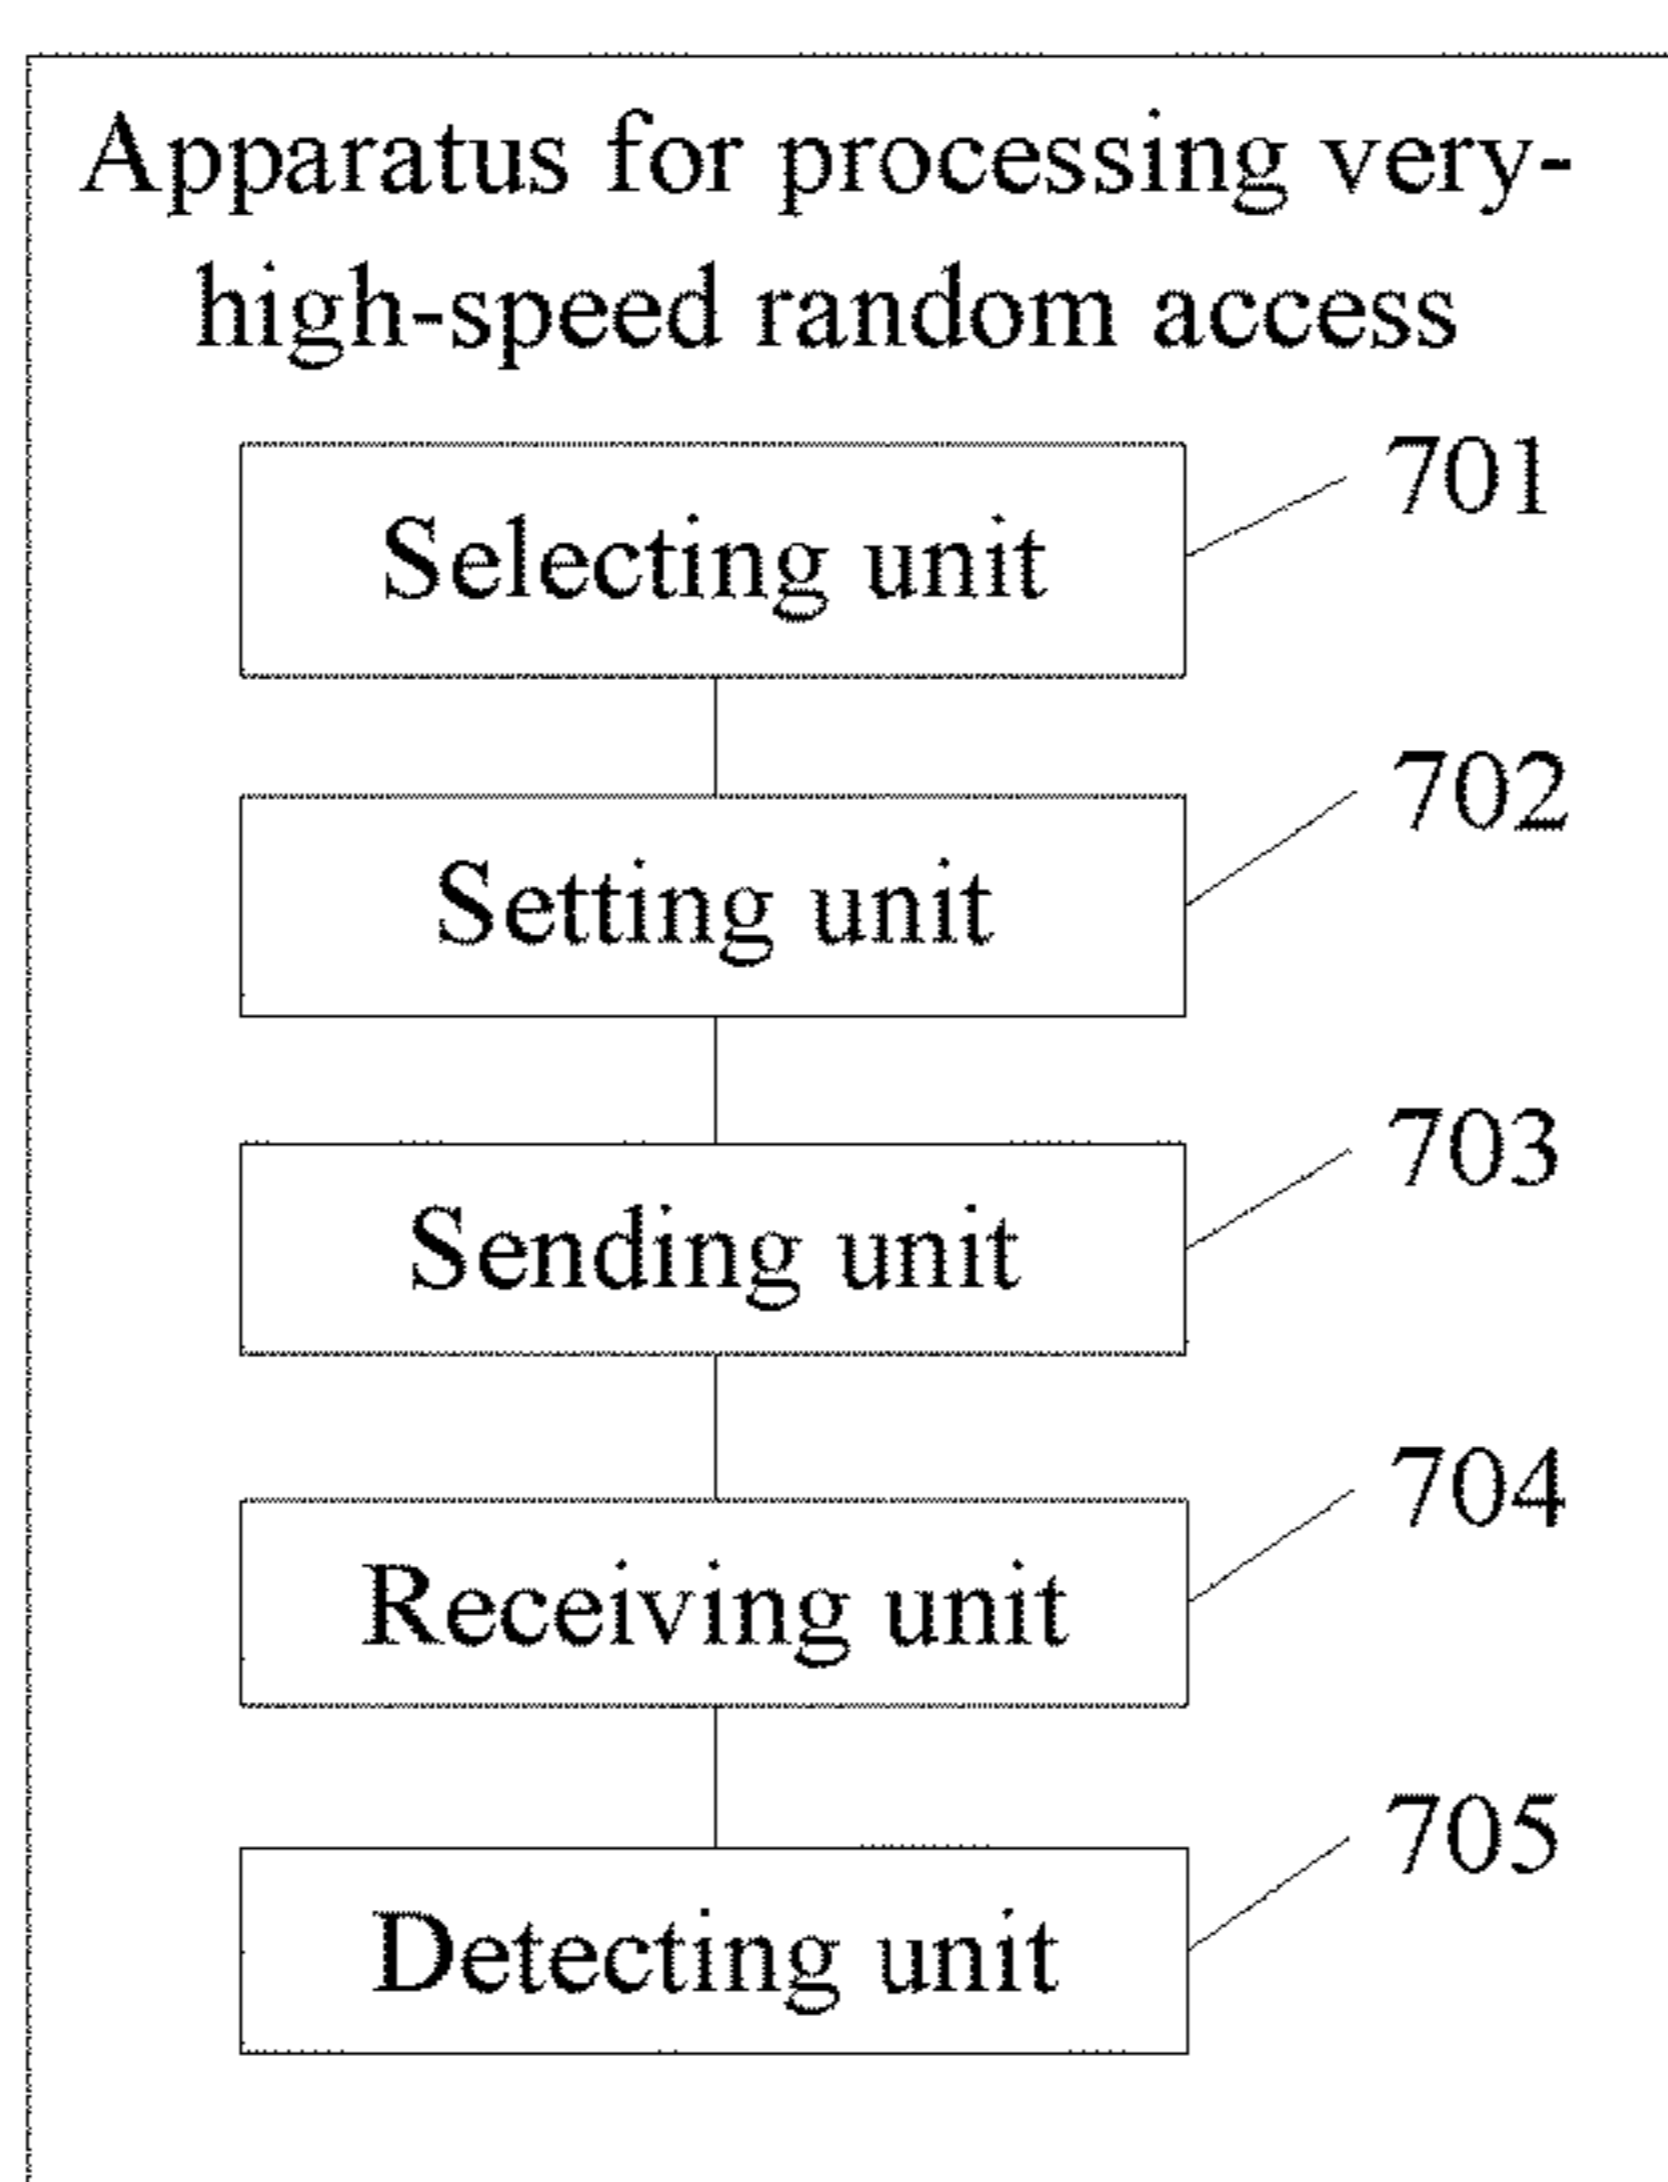 Apparatus for processing very-
high-speed random access
701
Selecting unit
702
Setting unit
703
Sending unit
704
Receiving unit
705
Detecting unit